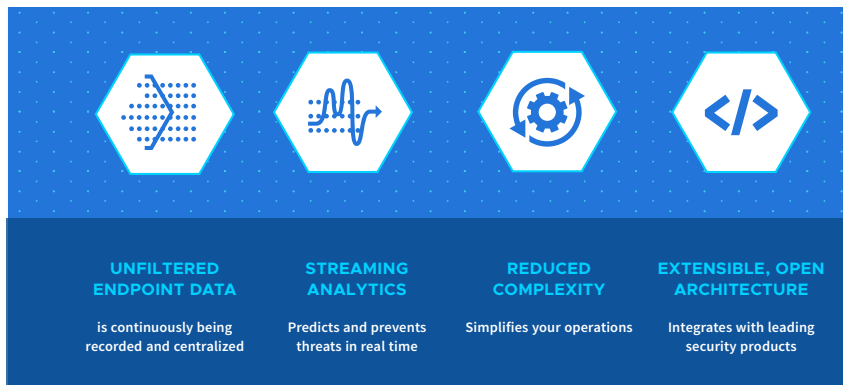 UNFILTERED
ENDPOINT DATA
is continuously being
recorded and centralized
STREAMING
ANALYTICS
Predicts and prevents
threats in real time
REDUCED
COMPLEXITY
Simplifies your operations
EXTENSIBLE, OPEN
ARCHITECTURE
Integrates with leading
security products